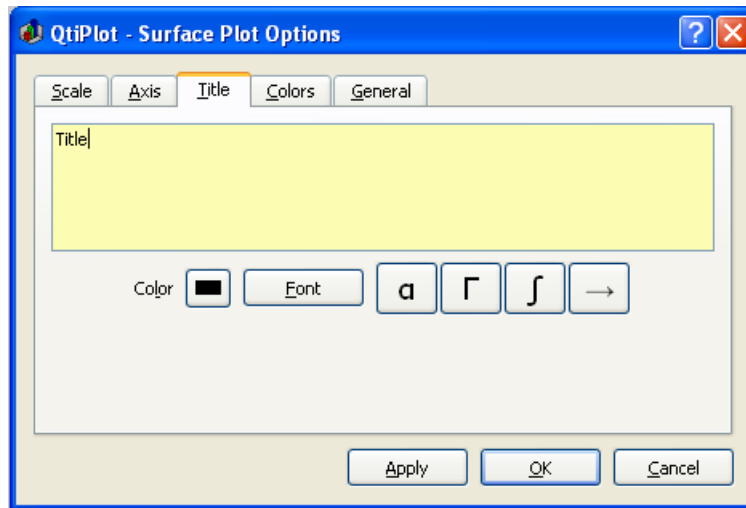 QtiPlot - Surface Plot Options
Scale Axis Title Colors General
Title
Color Font α Γ ∫ →
Apply OK Cancel